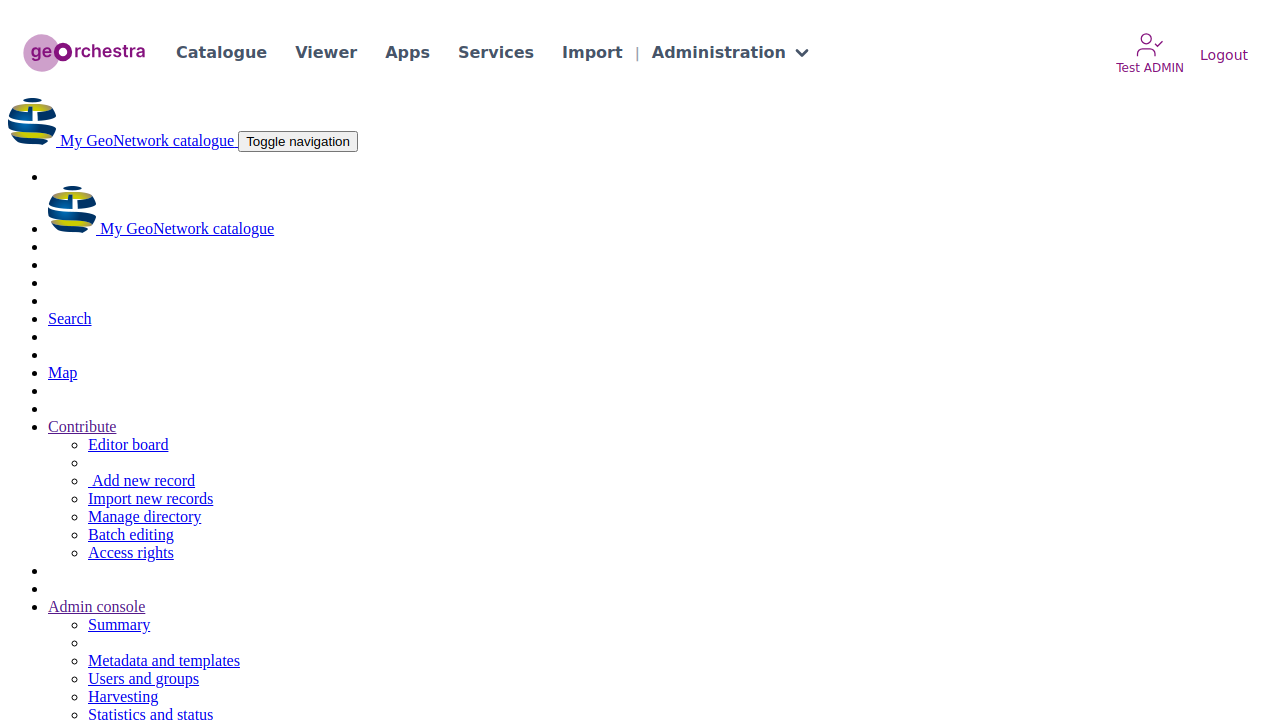 georchestra Catalogue Viewer Apps Services Import | Administration Test ADMIN Logout
My GeoNetwork catalogue Toggle navigation
My GeoNetwork catalogue
Search
Map
Contribute
Editor board
Add new record
Import new records
Manage directory
Batch editing
Access rights
Admin console
Summary
Metadata and templates
Users and groups
Harvesting
Statistics and status